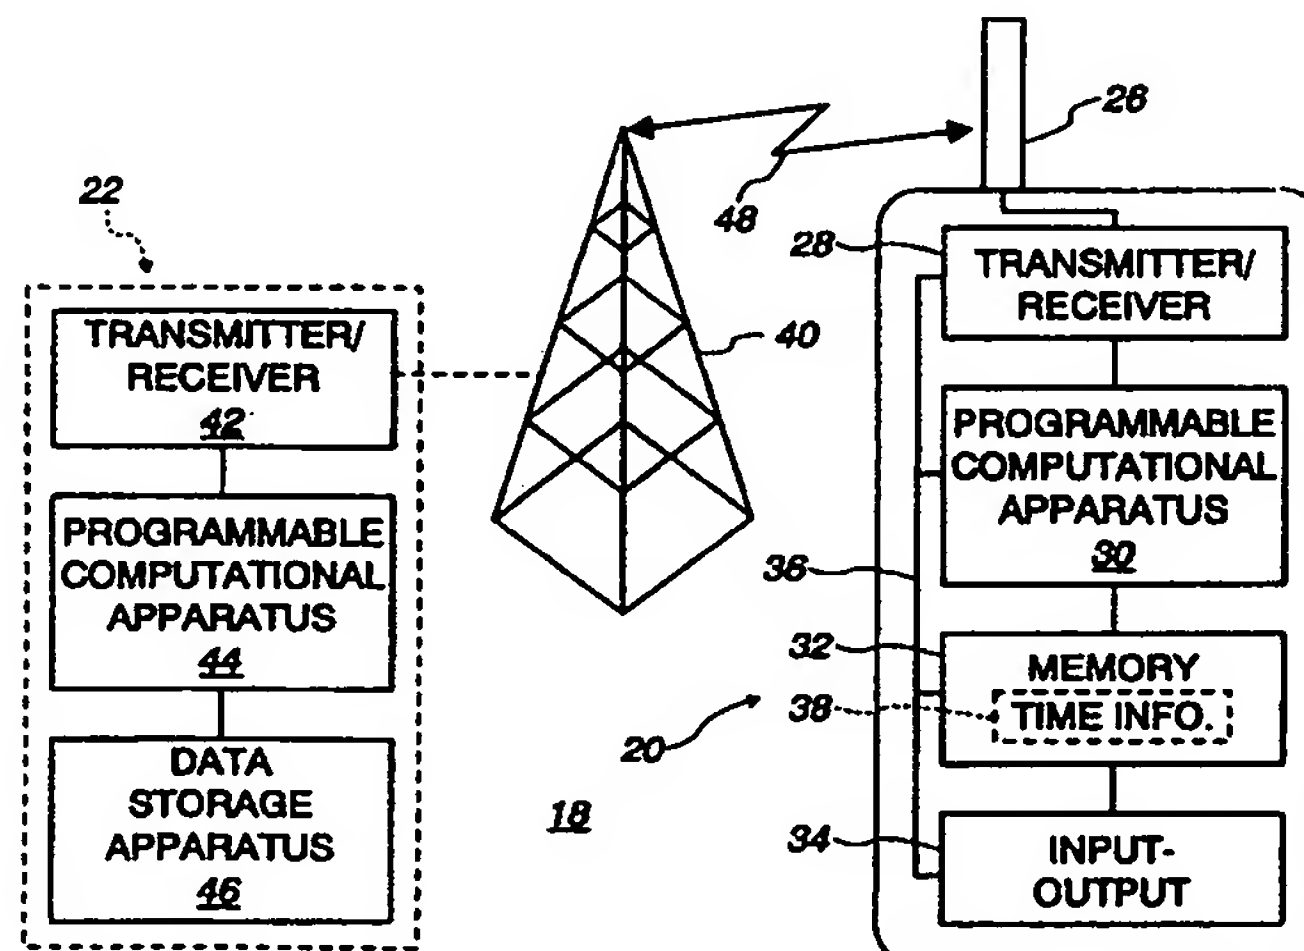 26
22
48
28
TRANSMITTER/
RECEIVER
TRANSMITTER/
RECEIVER
42
40
PROGRAMMABLE
COMPUTATIONAL
APPARATUS
30
PROGRAMMABLE
COMPUTATIONAL
APPARATUS
44
36
32
MEMORY
38
TIME INFO.
20
DATA
STORAGE
APPARATUS
46
18
34
INPUT-
OUTPUT